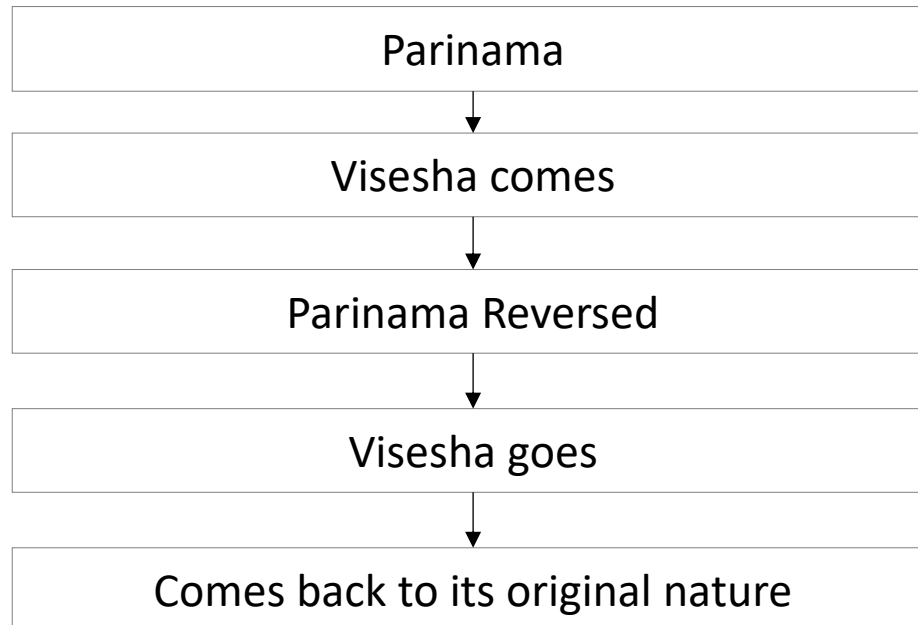 Parinama
Visesha comes
Parinama Reversed
Visesha goes
Comes back to its original nature